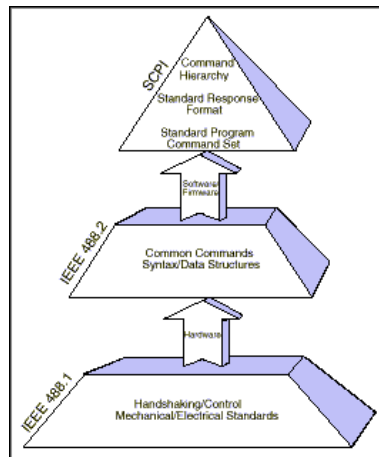 SCPI
Command
Hierarchy
Standard Response
Format
Standard Program
Command Set
Software/
Firmware
IEEE 488.2
Common Commands
Syntax/Data Structures
Hardware
IEEE 488.1
Handshaking/Control
Mechanical/Electrical Standards